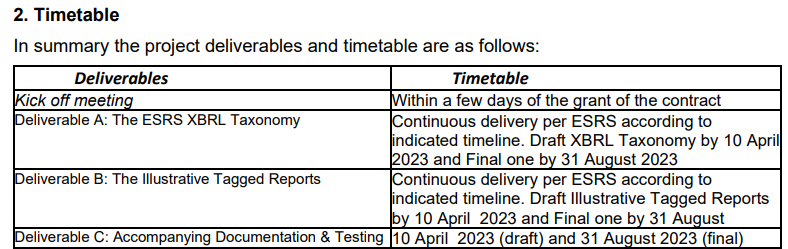 2. Timetable
In summary the project deliverables and timetable are as follows:
Deliverables Timetable
Kick off meeting Within a few days of the grant of the contract
Deliverable A: The ESRS XBRL Taxonomy Continuous delivery per ESRS according to
indicated timeline. Draft XBRL Taxonomy by 10 April
2023 and Final one by 31 August 2023
Deliverable B: The Illustrative Tagged Reports Continuous delivery per ESRS according to
indicated timeline. Draft Illustrative Tagged Reports
by 10 April 2023 and Final one by 31 August
Deliverable C: Accompanying Documentation & Testing 10 April 2023 (draft) and 31 August 2023 (final)